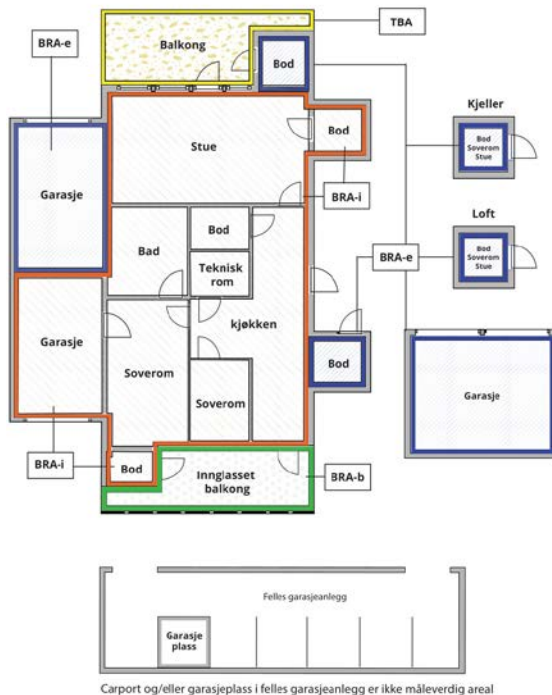 TBA
Balkong
BRA-e
Bod
Kjeller
Bod
Soverom
Stue
Stue
Bod
Garasje
BRA-i
Loft
Bod
Bod
Soverom
Stue
Bad
Teknisk
rom
BRA-e
kjøkken
Garasje
Soverom
Bod
Garasje
Soverom
BRA-i
Bod
Innglasset
balkong
BRA-b
Felles garasjeanlegg
Garasje
plass
Carport og/eller garasjeplass i felles garasjeanlegg er ikke måleverdig areal